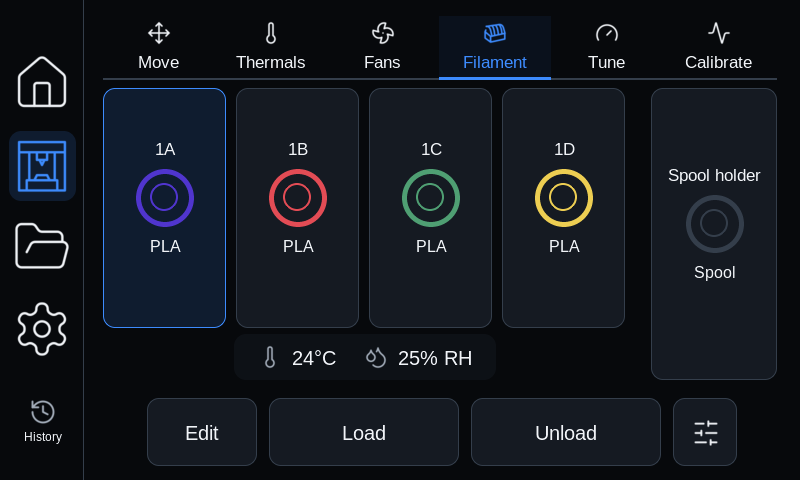 Move
Thermals
Fans
Filament
Tune
Calibrate
1A
PLA
1B
PLA
1C
PLA
1D
PLA
Spool holder
Spool
24°C
25% RH
History
Edit
Load
Unload